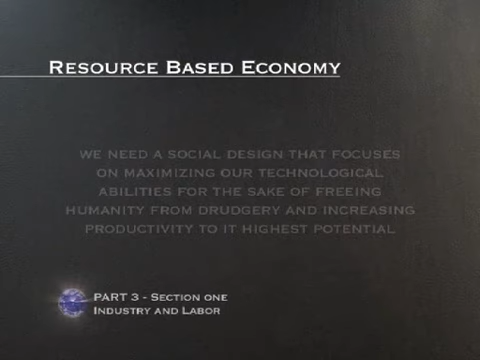 Resource Based Economy
WE NEED A SOCIAL DESIGN THAT FOCUSES
ON MAXIMIZING OUR TECHNOLOGICAL
ABILITIES FOR THE SAKE OF FREEING
HUMANITY FROM DRUDGERY AND INCREASING
PRODUCTIVITY TO IT HIGHEST POTENTIAL
PART 3 - Section one
Industry and Labor